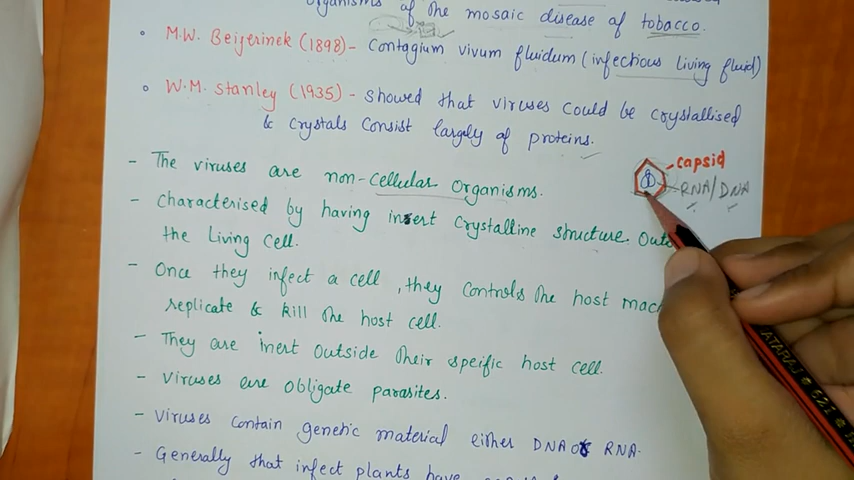 Organisms of the mosaic disease of tobacco.
• M.W. Beijerinek (1898) - Contagium vivum fluidum (infectious living fluid)
• W.M. Stanley (1935) - showed that viruses could be crystallised
& crystals consist largely of proteins.
- The viruses are non-cellular organisms.
capsid
RNA/DNA
- Characterised by having inert crystalline structure
the living cell.
- Once they infect a cell, they controls the host
replicate & kill the host cell.
- They are inert outside their specific host cell.
- Viruses are obligate parasites.
- Viruses contain genetic material either DNA or RNA.
- Generally that infect plants have
ATARAJ 621